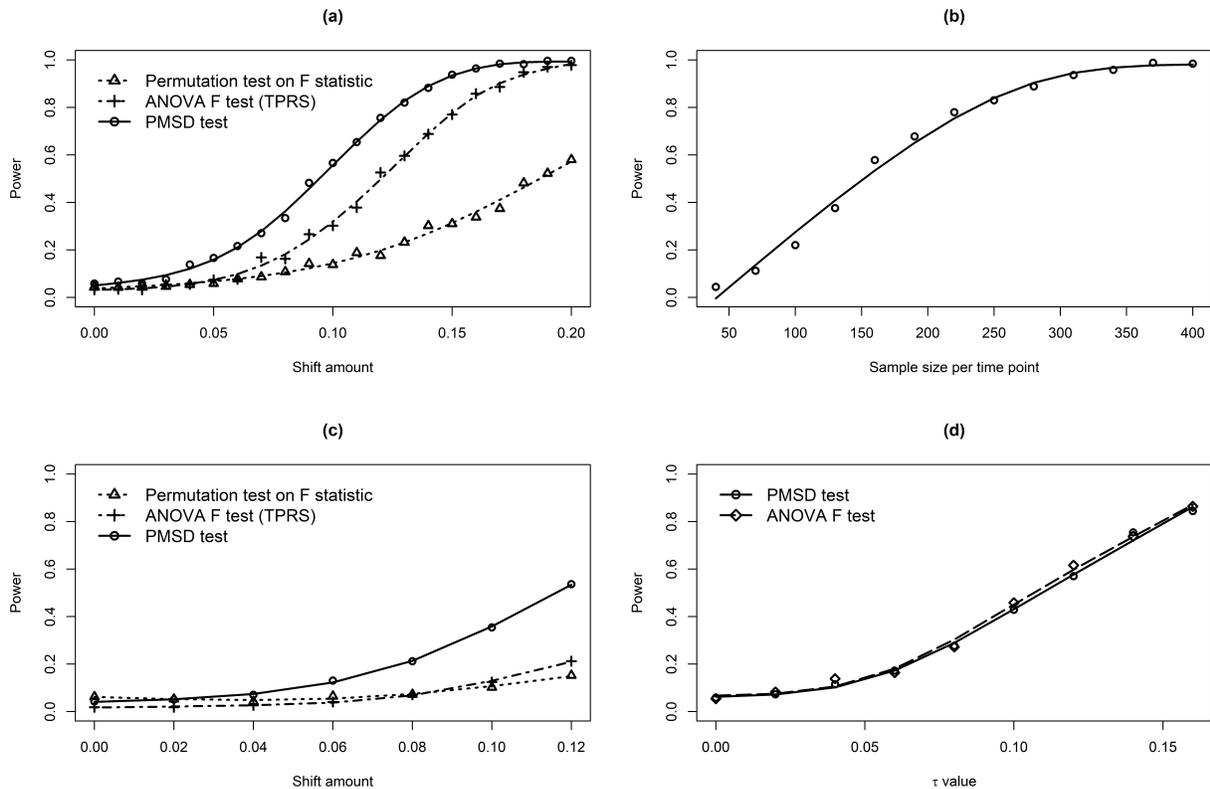 (a)
1.0
0.8
0.6
0.4
0.2
0.0
Power
Permutation test on F statistic
ANOVA F test (TPRS)
PMSD test
0.00 0.05 0.10 0.15 0.20
Shift amount
(b)
1.0
0.8
0.6
0.4
0.2
0.0
Power
50 100 150 200 250 300 350 400
Sample size per time point
(c)
1.0
0.8
0.6
0.4
0.2
0.0
Power
Permutation test on F statistic
ANOVA F test (TPRS)
PMSD test
0.00 0.02 0.04 0.06 0.08 0.10 0.12
Shift amount
(d)
1.0
0.8
0.6
0.4
0.2
0.0
Power
PMSD test
ANOVA F test
0.00 0.05 0.10 0.15
τ value